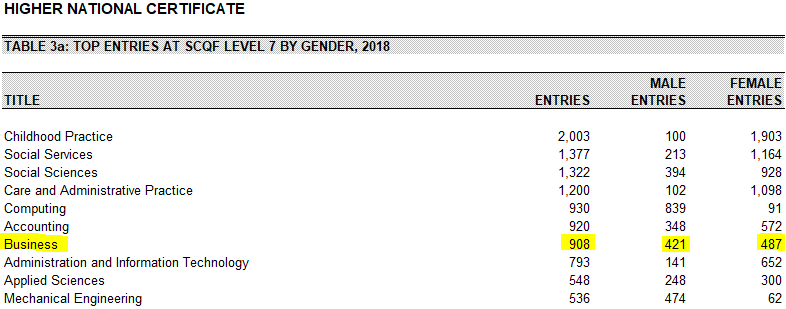 HIGHER NATIONAL CERTIFICATE
TABLE 3a: TOP ENTRIES AT SCQF LEVEL 7 BY GENDER, 2018
MALE FEMALE
TITLE ENTRIES ENTRIES ENTRIES
Childhood Practice 2,003 100 1,903
Social Services 1,377 213 1,164
Social Sciences 1,322 394 928
Care and Administrative Practice 1,200 102 1,098
Computing 930 839 91
Accounting 920 348 572
Business 908 421 487
Administration and Information Technology 793 141 652
Applied Sciences 548 248 300
Mechanical Engineering 536 474 62